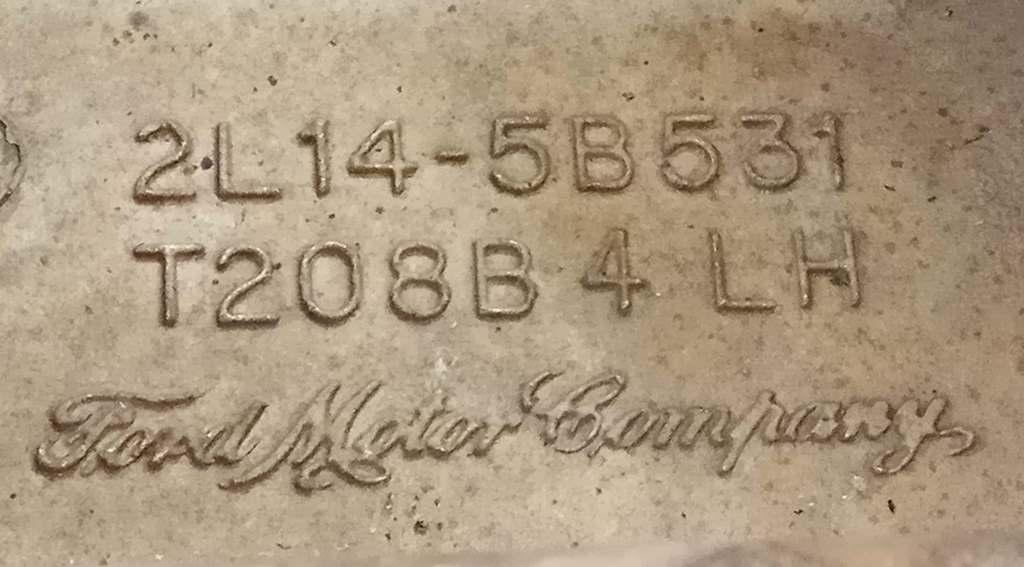 2L14-5B531
T208B 4 LH
Ford Motor Company